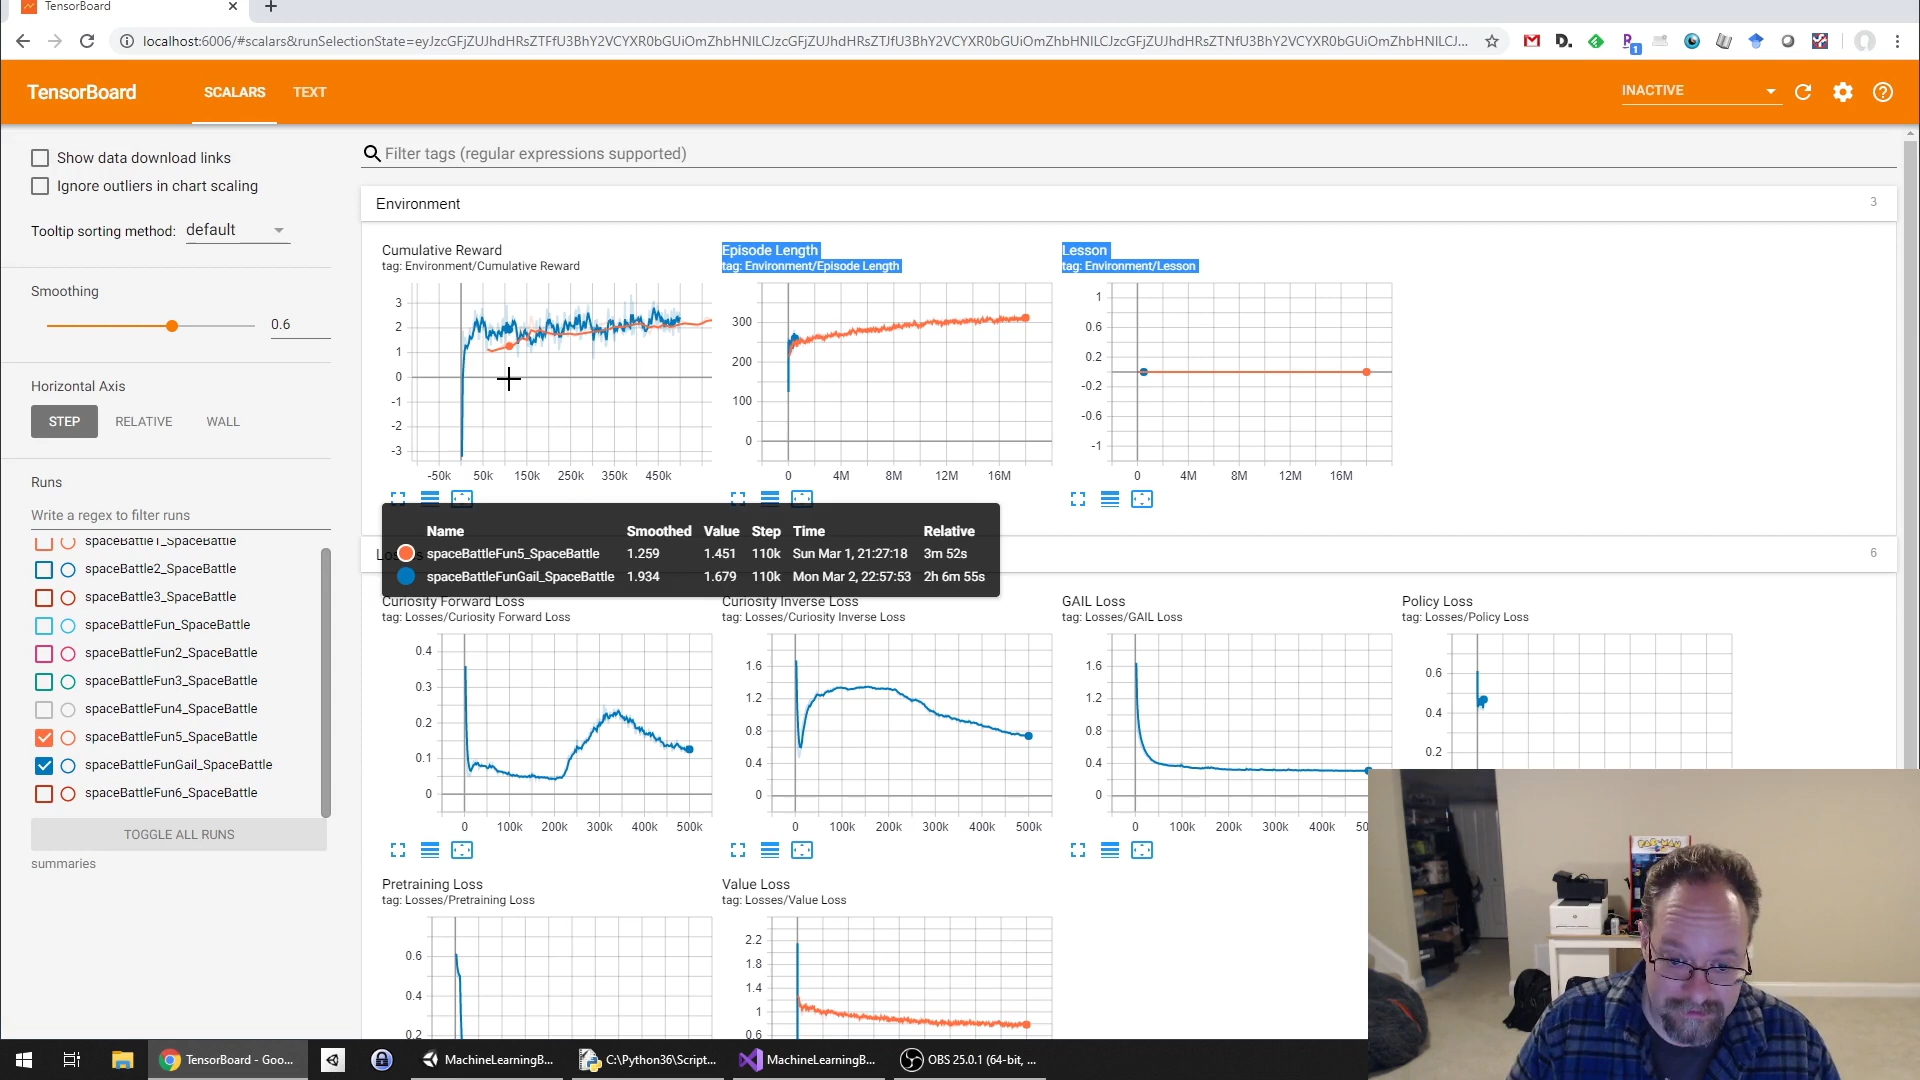 TensorBoard
localhost:6006/#scalars&runSelectionState=eyJzcGFjZUJhdHRsZTFfU3BhY2VCYXR0bGUiOmZhbHNlLCJzcGFjZUJhdHRsZTJfU3BhY2VCYXR0bGUiOmZhbHNlLCJzcGFjZUJhdHRsZTNfU3BhY2VCYXR0bGUiOmZhbHNlLCJ...
TensorBoard
SCALARS
TEXT
INACTIVE
Show data download links
Ignore outliers in chart scaling
Tooltip sorting method: default
Smoothing
0.6
Horizontal Axis
STEP RELATIVE WALL
Runs
Write a regex to filter runs
spaceBattle1_SpaceBattle
spaceBattle2_SpaceBattle
spaceBattle3_SpaceBattle
spaceBattleFun_SpaceBattle
spaceBattleFun2_SpaceBattle
spaceBattleFun3_SpaceBattle
spaceBattleFun4_SpaceBattle
spaceBattleFun5_SpaceBattle
spaceBattleFunGail_SpaceBattle
spaceBattleFun6_SpaceBattle
TOGGLE ALL RUNS
summaries
Filter tags (regular expressions supported)
Environment
3
Cumulative Reward
tag: Environment/Cumulative Reward
3
2
1
0
-1
-2
-3
-50k 50k 150k 250k 350k 450k
Episode Length
tag: Environment/Episode Length
300
200
100
0
0 4M 8M 12M 16M
Lesson
tag: Environment/Lesson
1
0.6
0.2
-0.2
-0.6
-1
0 4M 8M 12M 16M
Name Smoothed Value Step Time Relative
spaceBattleFun5_SpaceBattle 1.259 1.451 110k Sun Mar 1, 21:27:18 3m 52s
spaceBattleFunGail_SpaceBattle 1.934 1.679 110k Mon Mar 2, 22:57:53 2h 6m 55s
6
Curiosity Forward Loss
tag: Losses/Curiosity Forward Loss
0.4
0.3
0.2
0.1
0
0 100k 200k 300k 400k 500k
Curiosity Inverse Loss
tag: Losses/Curiosity Inverse Loss
1.6
1.2
0.8
0.4
0
0 100k 200k 300k 400k 500k
GAIL Loss
tag: Losses/GAIL Loss
1.6
1.2
0.8
0.4
0
0 100k 200k 300k 400k 50
Policy Loss
tag: Losses/Policy Loss
0.6
0.4
0.2
Pretraining Loss
tag: Losses/Pretraining Loss
0.6
0.4
0.2
Value Loss
tag: Losses/Value Loss
2.2
1.8
1.4
1
0.6
PAC-MAN
TensorBoard - Goo...
MachineLearningB...
C:\Python36\Script...
MachineLearningB...
OBS 25.0.1 (64-bit, ...